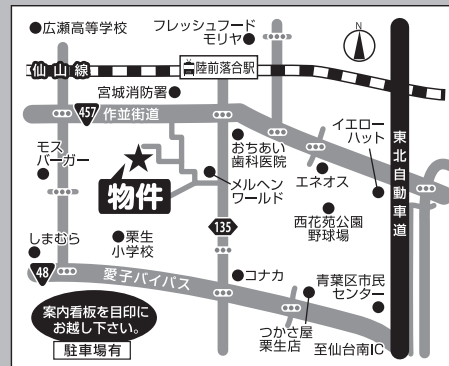 広瀬高等学校
フレッシュフード
モリヤ
N
仙山線
陸前落合駅
宮城消防署
457
作並街道
モス
バーガー
おちあい
歯科医院
イエロー
ハット
東北自動車道
物件
メルヘン
ワールド
エネオス
135
西花苑公園
野球場
しまむら
栗生
小学校
48
愛子バイパス
コナカ
青葉区市民
センター
案内看板を目印に
お越し下さい。
駐車場有
つかさ屋
栗生店
至仙台南IC